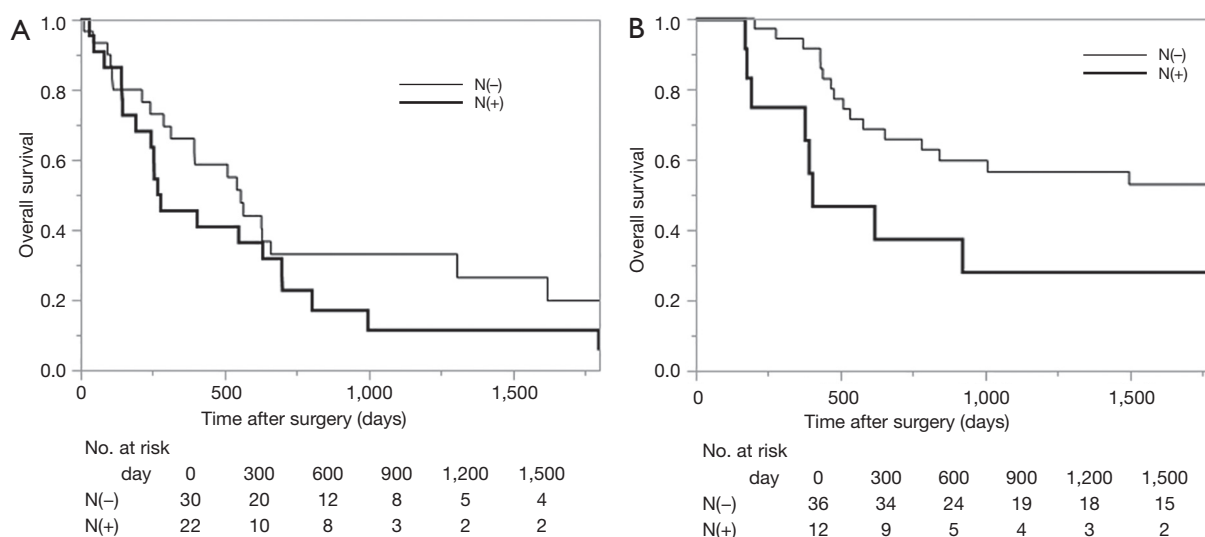 A
1.0
0.8
0.6
0.4
0.2
0.0
Overall survival
N(–)
N(+)
0
500
1,000
1,500
Time after surgery (days)
No. at risk
day 0 300 600 900 1,200 1,500
N(–) 30 20 12 8 5 4
N(+) 22 10 8 3 2 2
B
1.0
0.8
0.6
0.4
0.2
0.0
Overall survival
N(–)
N(+)
0
500
1,000
1,500
Time after surgery (days)
No. at risk
day 0 300 600 900 1,200 1,500
N(–) 36 34 24 19 18 15
N(+) 12 9 5 4 3 2